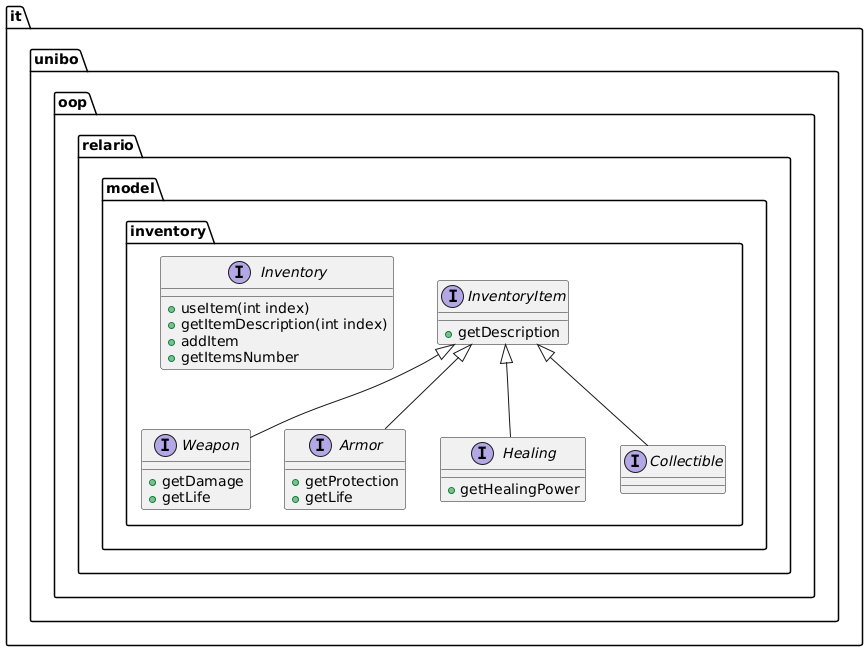 it
unibo
oop
relario
model
inventory
I Inventory
useItem(int index)
getItemDescription(int index)
addItem
getItemsNumber
I InventoryItem
getDescription
I Weapon
getDamage
getLife
I Armor
getProtection
getLife
I Healing
getHealingPower
I Collectible